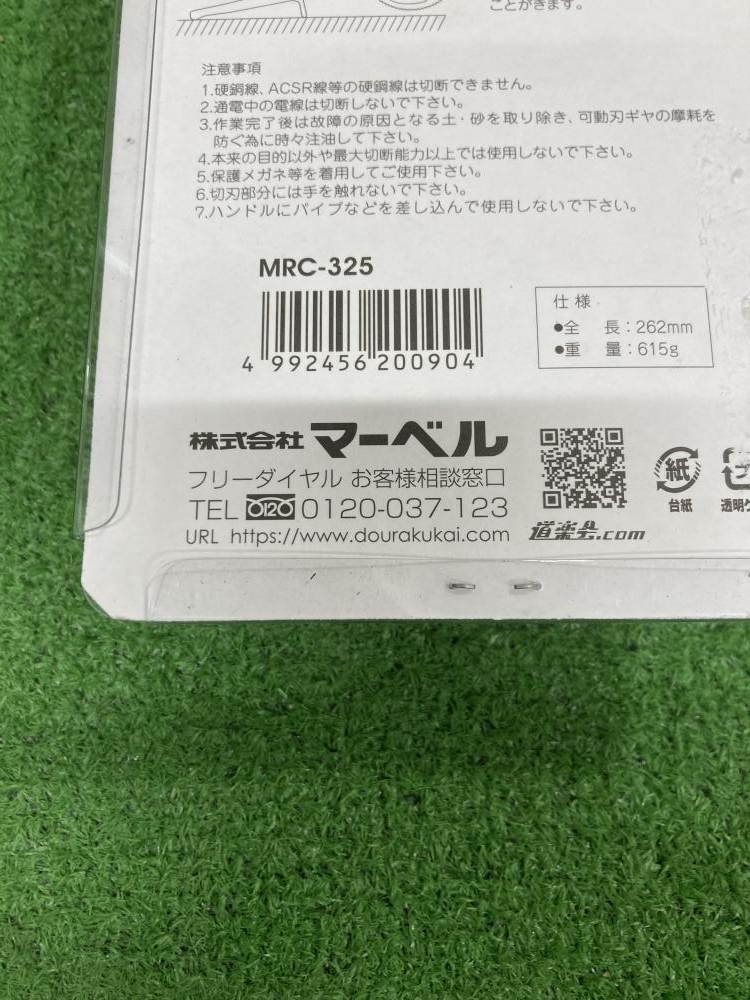 ことがきます。
注意事項
1.硬銅線、ACSR線等の硬鋼線は切断できません。
2.通電中の電線は切断しないで下さい。
3.作業完了後は故障の原因となる土・砂を取り除き、可動刃ギヤの摩耗を
防ぐ為に時々注油して下さい。
4.本来の目的以外や最大切断能力以上では使用しないで下さい。
5.保護メガネ等を着用してご使用下さい。
6.切刃部分には手を触れないで下さい。
7.ハンドルにパイプなどを差し込んで使用しないで下さい。
MRC-325
4 992456 200904
仕様
●全 長：262mm
●重 量：615g
株式会社 マーベル
フリーダイヤル お客様相談窓口
TEL 0120 0120-037-123
URL https://www.dourakukai.com 道楽会.com
紙
台紙
透明ケ